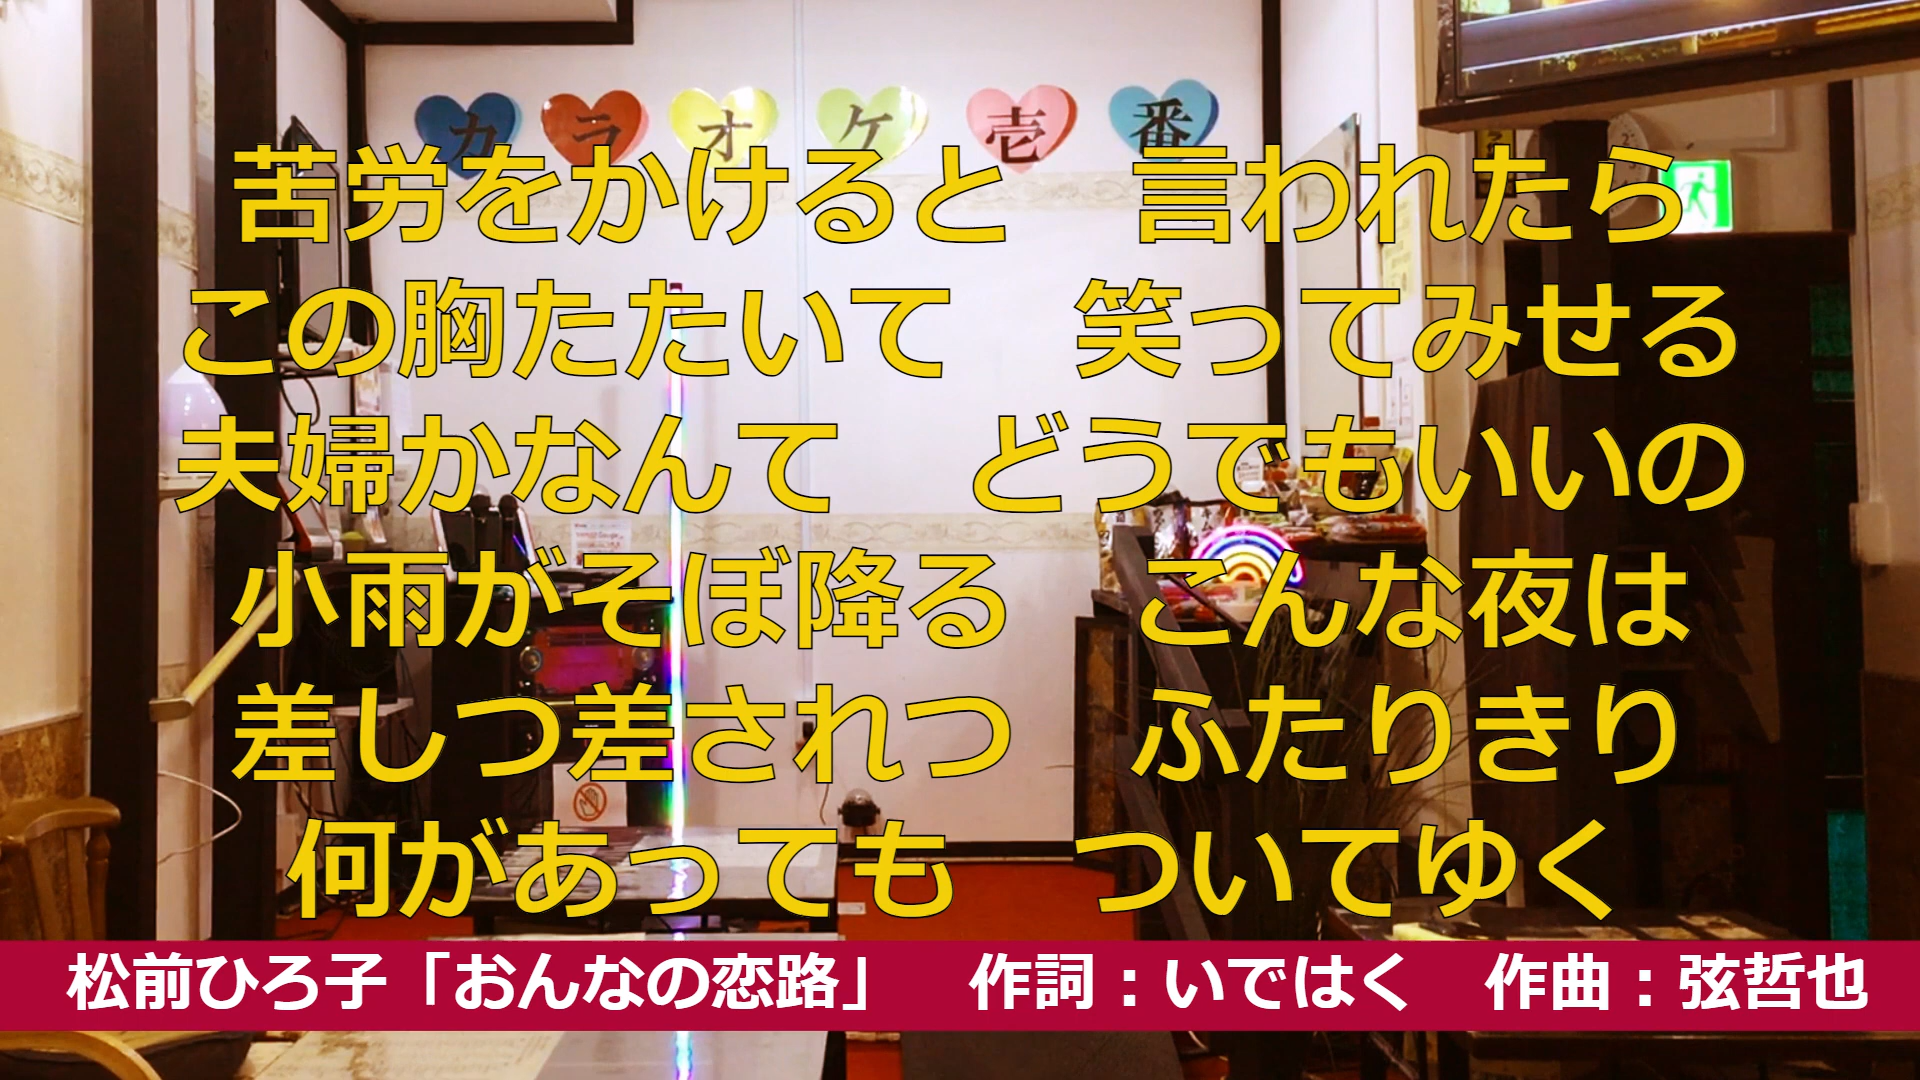 カラオケ壱番
苦労をかけると　言われたら
この胸たたいて　笑ってみせる
夫婦かなんて　どうでもいいの
小雨がそぼ降る　こんな夜は
差しつ差されつ　ふたりきり
何があっても　ついてゆく
松前ひろ子「おんなの恋路」　作詞：いではく　作曲：弦哲也